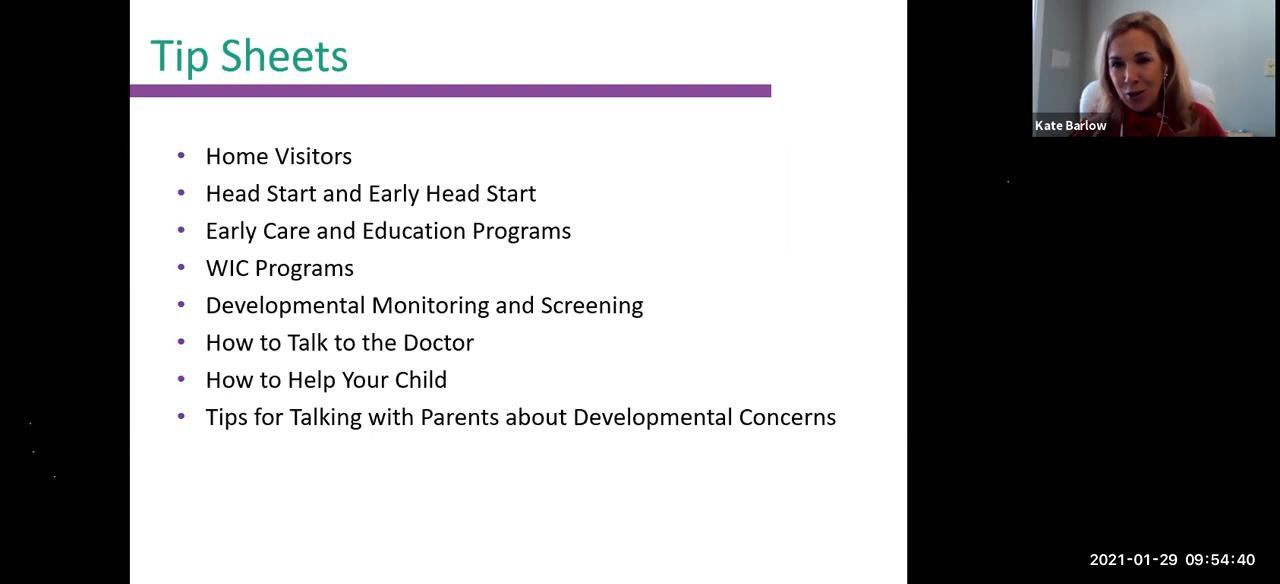 Tip Sheets
Home Visitors
Head Start and Early Head Start
Early Care and Education Programs
WIC Programs
Developmental Monitoring and Screening
How to Talk to the Doctor
How to Help Your Child
Tips for Talking with Parents about Developmental Concerns
Kate Barlow
2021-01-29 09:54:40